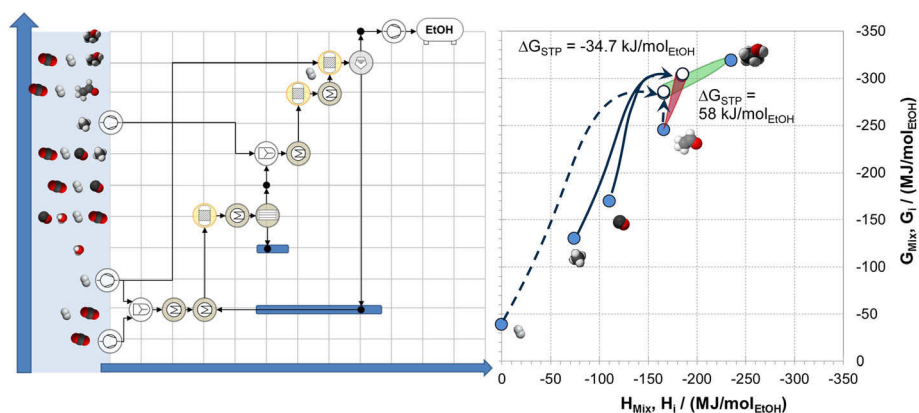 EtOH
ΔG_STP = -34.7 kJ/mol_EtOH
ΔG_STP =
58 kJ/mol_EtOH
-350
-300
-250
-200
-150
-100
-50
0
G_Mix, G_i / (MJ/mol_EtOH)
0 -50 -100 -150 -200 -250 -300 -350
H_Mix, H_i / (MJ/mol_EtOH)